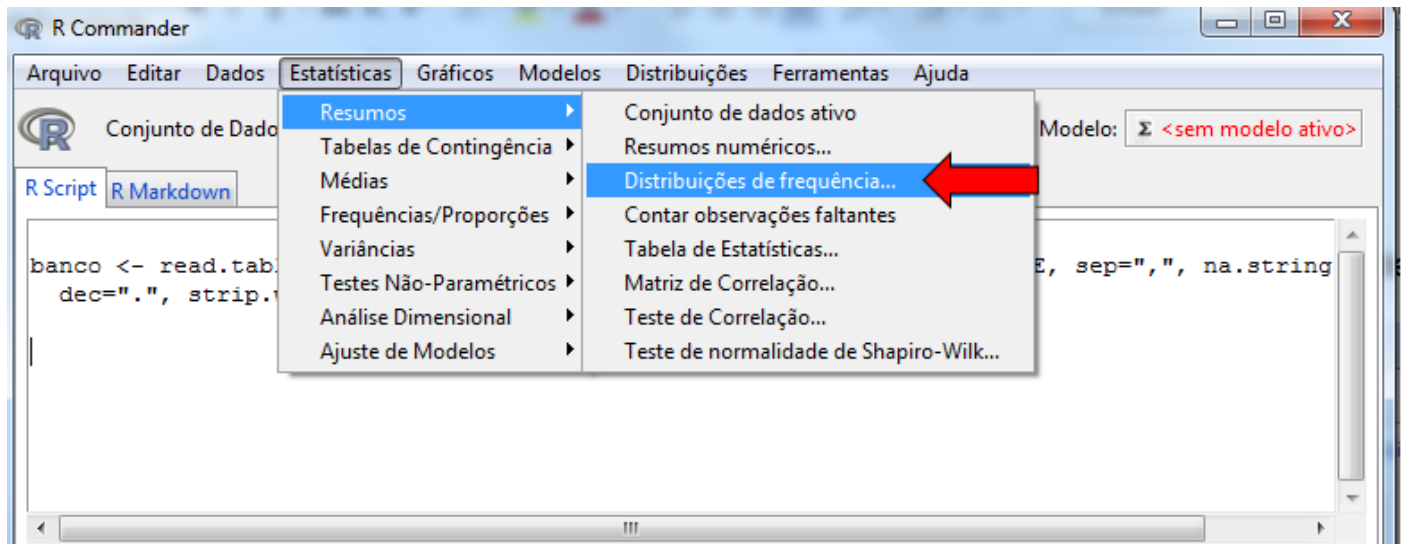 R Commander
Arquivo Editar Dados Estatísticas Gráficos Modelos Distribuições Ferramentas Ajuda
R Conjunto de Dado Modelo: Σ <sem modelo ativo>
R Script R Markdown
Resumos
Tabelas de Contingência
Médias
Frequências/Proporções
Variâncias
Testes Não-Paramétricos
Análise Dimensional
Ajuste de Modelos
Conjunto de dados ativo
Resumos numéricos...
Distribuições de frequência...
Contar observações faltantes
Tabela de Estatísticas...
Matriz de Correlação...
Teste de Correlação...
Teste de normalidade de Shapiro-Wilk...
banco <- read.tab E, sep=",", na.string
dec=".", strip.